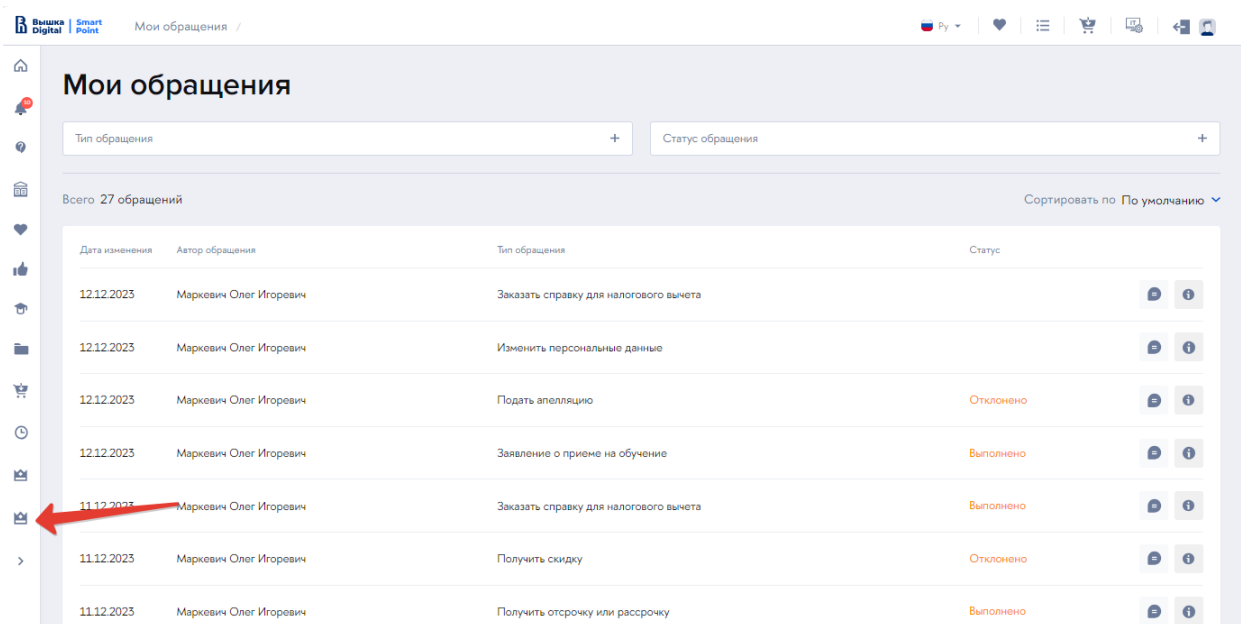 Вышка Digital | Smart Point
Мои обращения /
Ру
IT
Мои обращения
Тип обращения +
Статус обращения +
Всего 27 обращений
Сортировать по По умолчанию
Дата изменения Автор обращения Тип обращения Статус
12.12.2023 Маркевич Олег Игоревич Заказать справку для налогового вычета
12.12.2023 Маркевич Олег Игоревич Изменить персональные данные
12.12.2023 Маркевич Олег Игоревич Подать апелляцию Отклонено
12.12.2023 Маркевич Олег Игоревич Заявление о приеме на обучение Выполнено
11.12.2023 Маркевич Олег Игоревич Заказать справку для налогового вычета Выполнено
11.12.2023 Маркевич Олег Игоревич Получить скидку Отклонено
11.12.2023 Маркевич Олег Игоревич Получить отсрочку или рассрочку Выполнено